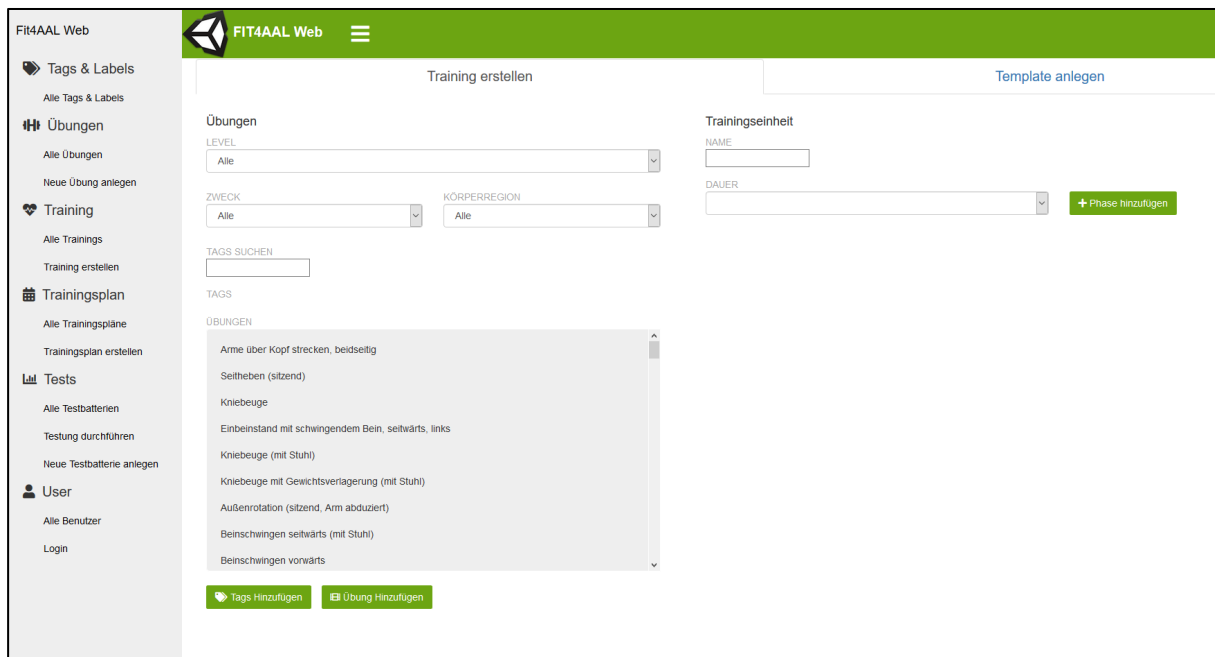 Fit4AAL Web
Tags & Labels
Alle Tags & Labels
Übungen
Alle Übungen
Neue Übung anlegen
Training
Alle Trainings
Training erstellen
Trainingsplan
Alle Trainingspläne
Trainingsplan erstellen
Tests
Alle Testbatterien
Testung durchführen
Neue Testbatterie anlegen
User
Alle Benutzer
Login
FIT4AAL Web
Training erstellen
Template anlegen
Übungen
LEVEL
Alle
ZWECK
KÖRPERREGION
Alle
Alle
TAGS SUCHEN
TAGS
ÜBUNGEN
Arme über Kopf strecken, beidseitig
Seitheben (sitzend)
Kniebeuge
Einbeinstand mit schwingendem Bein, seitwärts, links
Kniebeuge (mit Stuhl)
Kniebeuge mit Gewichtsverlagerung (mit Stuhl)
Außenrotation (sitzend, Arm abduziert)
Beinschwingen seitwärts (mit Stuhl)
Beinschwingen vorwärts
Tags Hinzufügen
Übung Hinzufügen
Trainingseinheit
NAME
DAUER
Phase hinzufügen